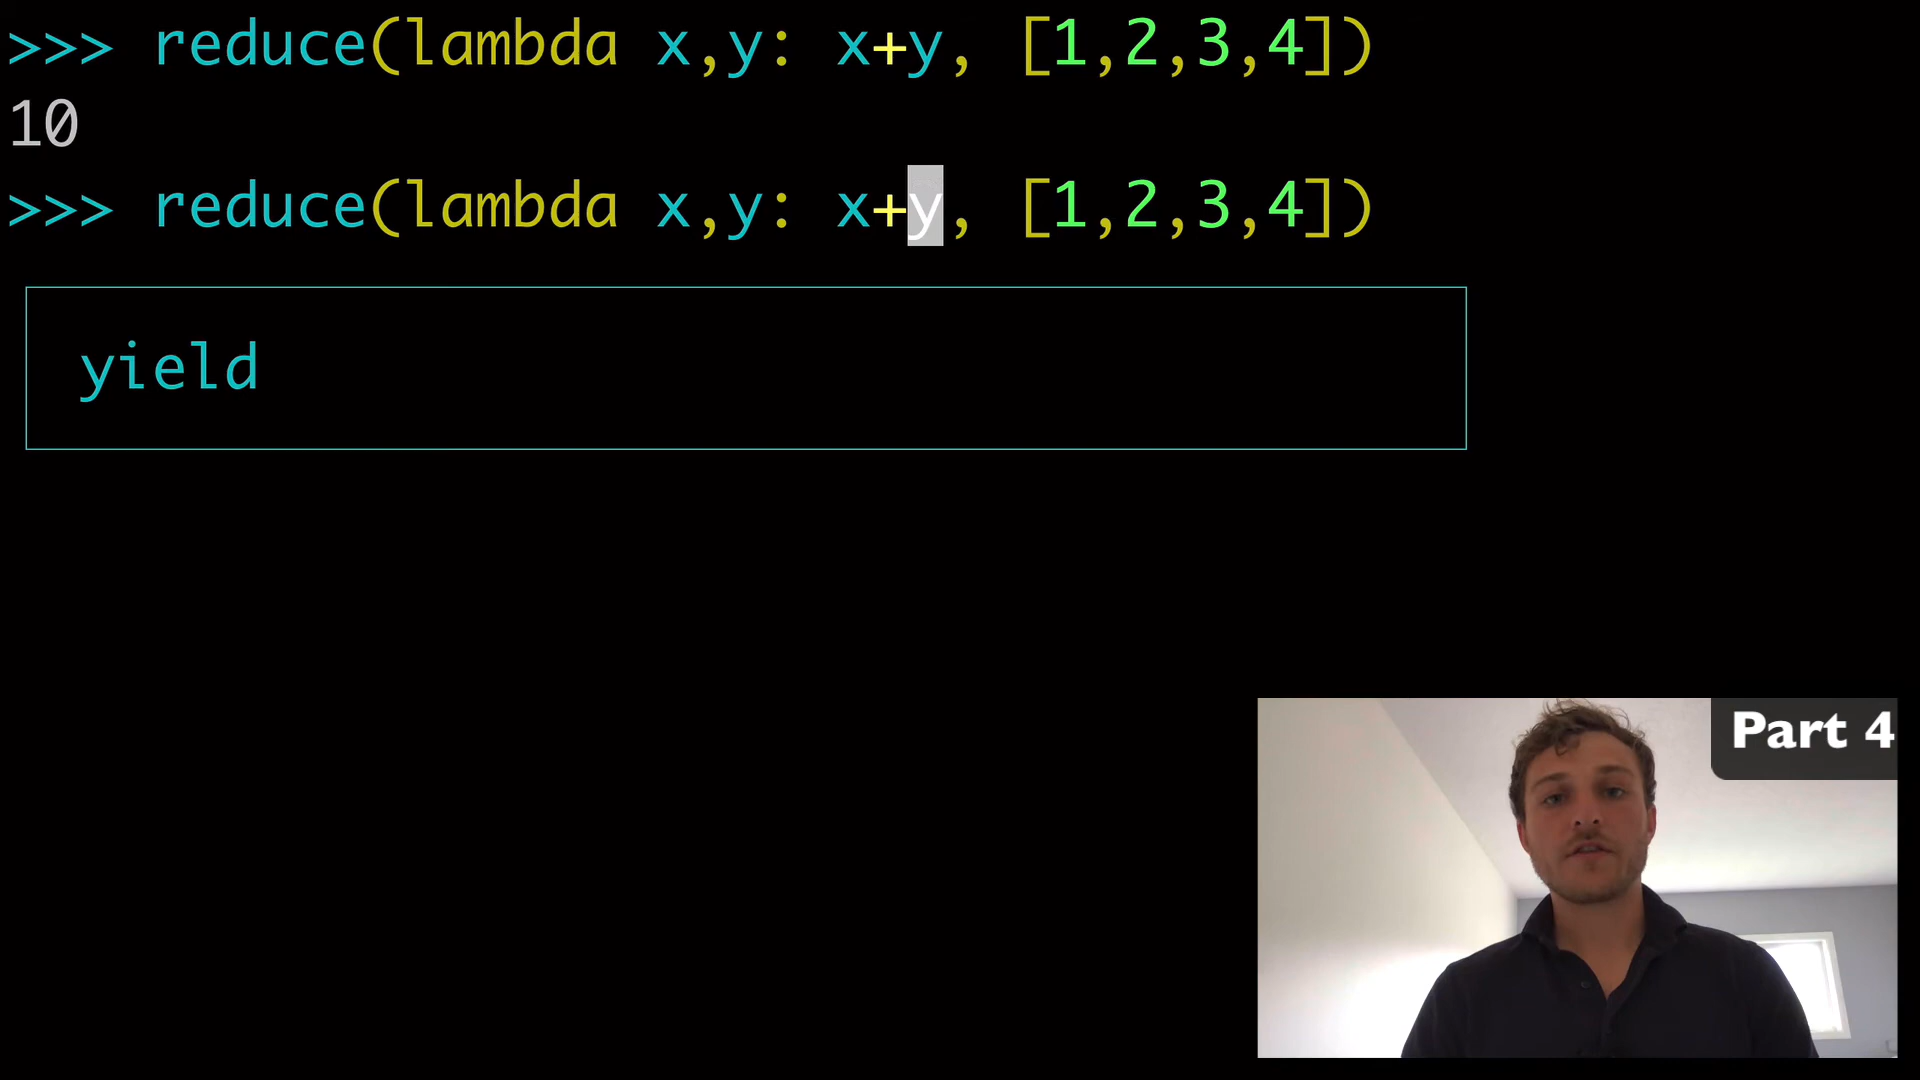 >>> reduce(lambda x,y: x+y, [1,2,3,4])
10
>>> reduce(lambda x,y: x+y, [1,2,3,4])
yield
Part 4